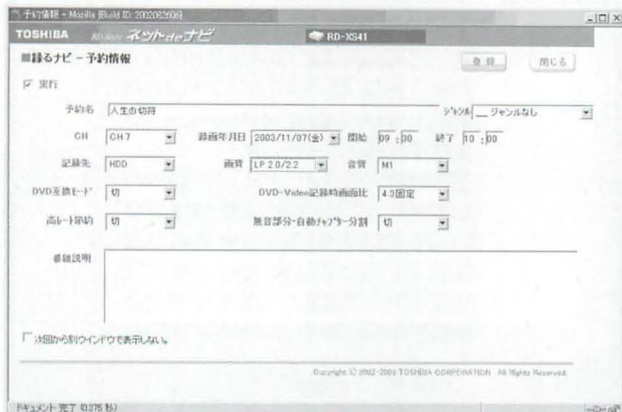 予約情報 - Mozilla {Build ID: 2002082606}
TOSHIBA ネットdeナビ RD-XS41
■録るナビ - 予約情報 登録 閉じる
実行
予約名 人生の切符 ジャンル __ ジャンルなし
CH CH7 録画年月日 2003/11/07(金) 開始 09 : 00 終了 10 : 00
記録先 HDD 画質 LP 2.0/2.2 音質 M1
DVD互換モード 切 DVD-Video記録時画面比 4:3固定
高レート節約 切 無音部分・自動チャプター分割 切
番組説明
次回から別ウインドウで表示しない。
Copyright © 2002-2003 TOSHIBA CORPORATION. All Rights Reserved.
ドキュメント: 完了 (0.375 秒)